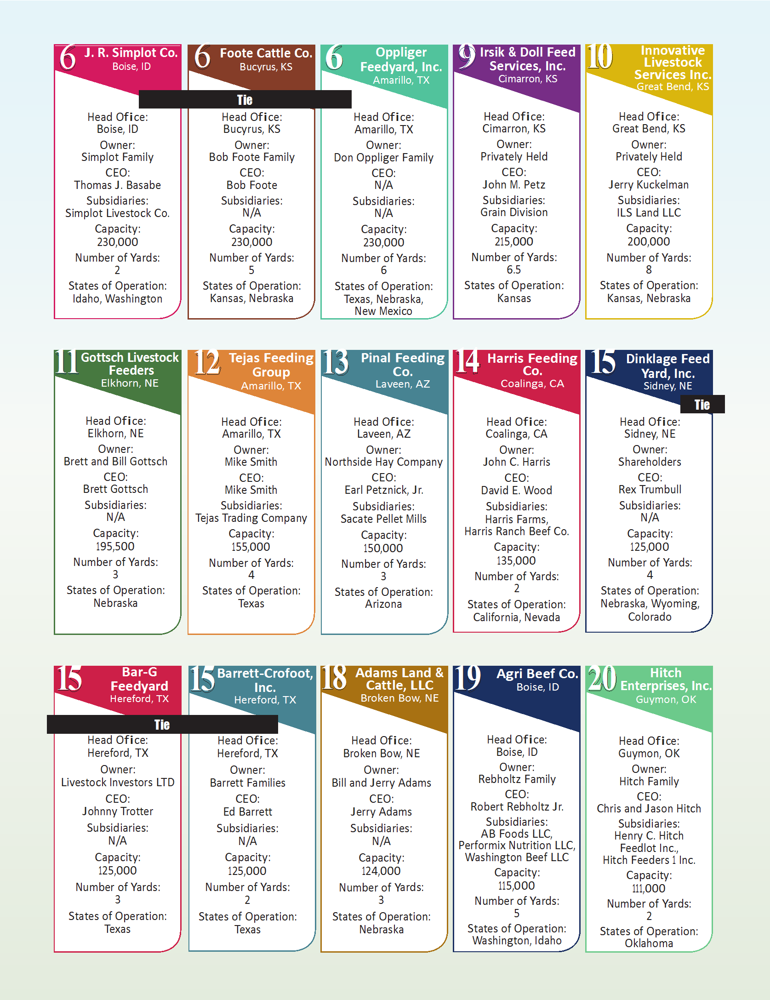 6 J. R. Simplot Co.
Boise, ID
Head Office:
Boise, ID
Owner:
Simplot Family
CEO:
Thomas J. Basabe
Subsidiaries:
Simplot Livestock Co.
Capacity:
230,000
Number of Yards:
2
States of Operation:
Idaho, Washington
6 Foote Cattle Co.
Bucyrus, KS
Tie
Head Office:
Bucyrus, KS
Owner:
Bob Foote Family
CEO:
Bob Foote
Subsidiaries:
N/A
Capacity:
230,000
Number of Yards:
5
States of Operation:
Kansas, Nebraska
6 Oppliger
Feedyard, Inc.
Amarillo, TX
Head Office:
Amarillo, TX
Owner:
Don Oppliger Family
CEO:
N/A
Subsidiaries:
N/A
Capacity:
230,000
Number of Yards:
6
States of Operation:
Texas, Nebraska,
New Mexico
9 Irsik & Doll Feed
Services, Inc.
Cimarron, KS
Head Office:
Cimarron, KS
Owner:
Privately Held
CEO:
John M. Petz
Subsidiaries:
Grain Division
Capacity:
215,000
Number of Yards:
6.5
States of Operation:
Kansas
10 Innovative
Livestock
Services Inc.
Great Bend, KS
Head Office:
Great Bend, KS
Owner:
Privately Held
CEO:
Jerry Kuckelman
Subsidiaries:
ILS Land LLC
Capacity:
200,000
Number of Yards:
8
States of Operation:
Kansas, Nebraska
11 Gottsch Livestock
Feeders
Elkhorn, NE
Head Office:
Elkhorn, NE
Owner:
Brett and Bill Gottsch
CEO:
Brett Gottsch
Subsidiaries:
N/A
Capacity:
195,500
Number of Yards:
3
States of Operation:
Nebraska
12 Tejas Feeding
Group
Amarillo, TX
Head Office:
Amarillo, TX
Owner:
Mike Smith
CEO:
Mike Smith
Subsidiaries:
Tejas Trading Company
Capacity:
155,000
Number of Yards:
4
States of Operation:
Texas
13 Pinal Feeding
Co.
Laveen, AZ
Head Office:
Laveen, AZ
Owner:
Northside Hay Company
CEO:
Earl Petznick, Jr.
Subsidiaries:
Sacate Pellet Mills
Capacity:
150,000
Number of Yards:
3
States of Operation:
Arizona
14 Harris Feeding
Co.
Coalinga, CA
Head Office:
Coalinga, CA
Owner:
John C. Harris
CEO:
David E. Wood
Subsidiaries:
Harris Farms,
Harris Ranch Beef Co.
Capacity:
135,000
Number of Yards:
2
States of Operation:
California, Nevada
15 Dinklage Feed
Yard, Inc.
Sidney, NE
Tie
Head Office:
Sidney, NE
Owner:
Shareholders
CEO:
Rex Trumbull
Subsidiaries:
N/A
Capacity:
125,000
Number of Yards:
4
States of Operation:
Nebraska, Wyoming,
Colorado
15 Bar-G
Feedyard
Hereford, TX
Tie
Head Office:
Hereford, TX
Owner:
Livestock Investors LTD
CEO:
Johnny Trotter
Subsidiaries:
N/A
Capacity:
125,000
Number of Yards:
3
States of Operation:
Texas
15 Barrett-Crofoot,
Inc.
Hereford, TX
Head Office:
Hereford, TX
Owner:
Barrett Families
CEO:
Ed Barrett
Subsidiaries:
N/A
Capacity:
125,000
Number of Yards:
2
States of Operation:
Texas
18 Adams Land &
Cattle, LLC
Broken Bow, NE
Head Office:
Broken Bow, NE
Owner:
Bill and Jerry Adams
CEO:
Jerry Adams
Subsidiaries:
N/A
Capacity:
124,000
Number of Yards:
3
States of Operation:
Nebraska
19 Agri Beef Co.
Boise, ID
Head Office:
Boise, ID
Owner:
Rebholtz Family
CEO:
Robert Rebholtz Jr.
Subsidiaries:
AB Foods LLC,
Performix Nutrition LLC,
Washington Beef LLC
Capacity:
115,000
Number of Yards:
5
States of Operation:
Washington, Idaho
20 Hitch
Enterprises, Inc.
Guymon, OK
Head Office:
Guymon, OK
Owner:
Hitch Family
CEO:
Chris and Jason Hitch
Subsidiaries:
Henry C. Hitch
Feedlot Inc.,
Hitch Feeders 1 Inc.
Capacity:
111,000
Number of Yards:
2
States of Operation:
Oklahoma